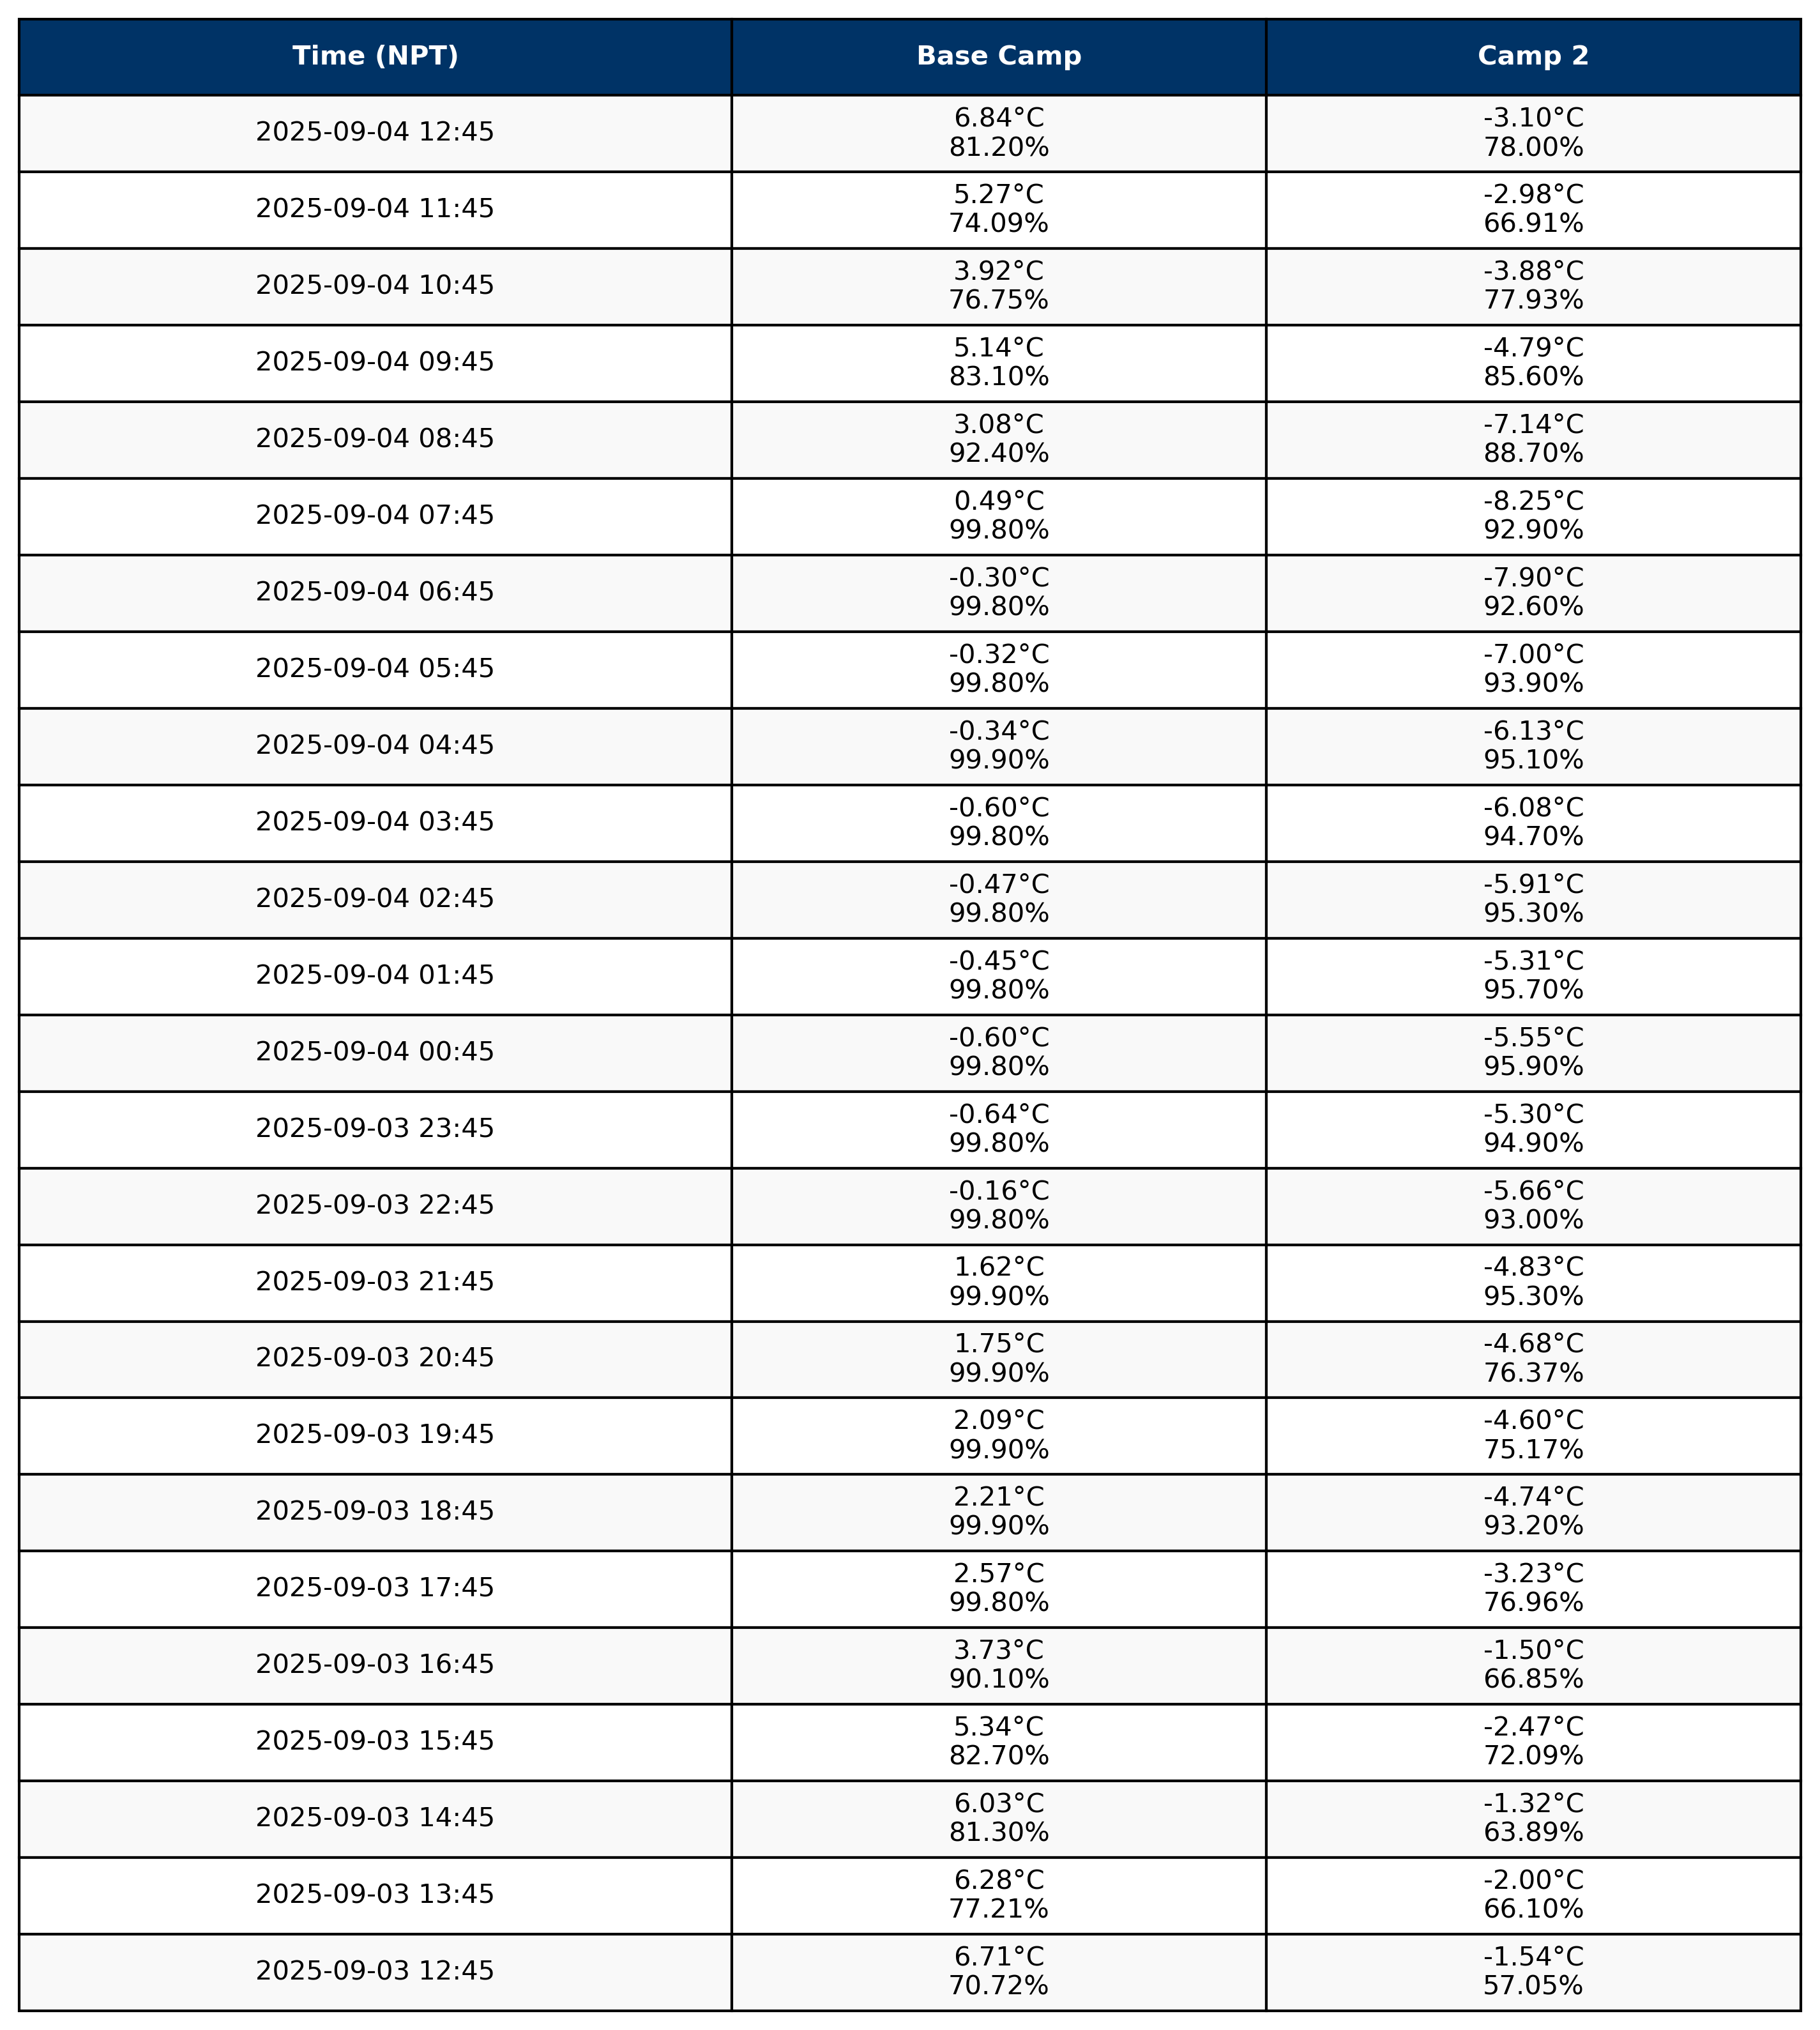 Time (NPT) Base Camp Camp 2
2025-09-04 12:45 6.84°C -3.10°C
81.20% 78.00%
2025-09-04 11:45 5.27°C -2.98°C
74.09% 66.91%
2025-09-04 10:45 3.92°C -3.88°C
76.75% 77.93%
2025-09-04 09:45 5.14°C -4.79°C
83.10% 85.60%
2025-09-04 08:45 3.08°C -7.14°C
92.40% 88.70%
2025-09-04 07:45 0.49°C -8.25°C
99.80% 92.90%
2025-09-04 06:45 -0.30°C -7.90°C
99.80% 92.60%
2025-09-04 05:45 -0.32°C -7.00°C
99.80% 93.90%
2025-09-04 04:45 -0.34°C -6.13°C
99.90% 95.10%
2025-09-04 03:45 -0.60°C -6.08°C
99.80% 94.70%
2025-09-04 02:45 -0.47°C -5.91°C
99.80% 95.30%
2025-09-04 01:45 -0.45°C -5.31°C
99.80% 95.70%
2025-09-04 00:45 -0.60°C -5.55°C
99.80% 95.90%
2025-09-03 23:45 -0.64°C -5.30°C
99.80% 94.90%
2025-09-03 22:45 -0.16°C -5.66°C
99.80% 93.00%
2025-09-03 21:45 1.62°C -4.83°C
99.90% 95.30%
2025-09-03 20:45 1.75°C -4.68°C
99.90% 76.37%
2025-09-03 19:45 2.09°C -4.60°C
99.90% 75.17%
2025-09-03 18:45 2.21°C -4.74°C
99.90% 93.20%
2025-09-03 17:45 2.57°C -3.23°C
99.80% 76.96%
2025-09-03 16:45 3.73°C -1.50°C
90.10% 66.85%
2025-09-03 15:45 5.34°C -2.47°C
82.70% 72.09%
2025-09-03 14:45 6.03°C -1.32°C
81.30% 63.89%
2025-09-03 13:45 6.28°C -2.00°C
77.21% 66.10%
2025-09-03 12:45 6.71°C -1.54°C
70.72% 57.05%